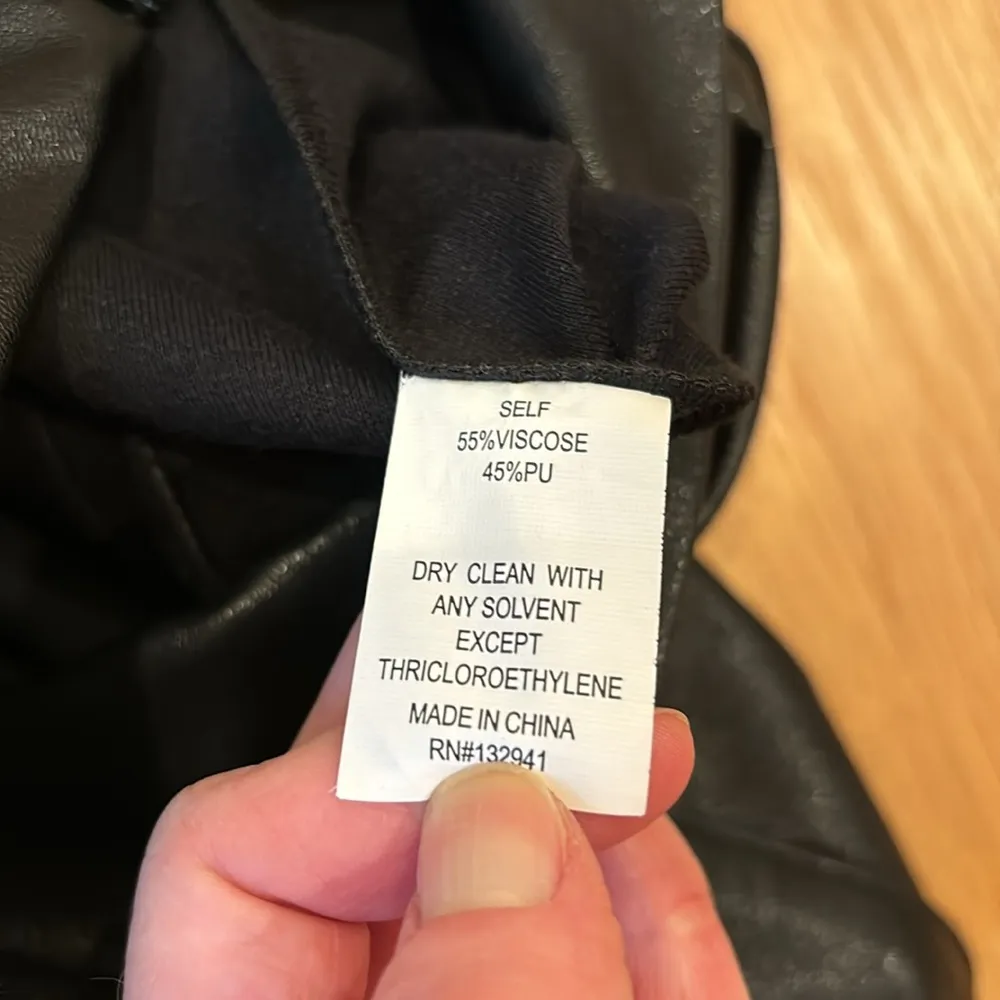 SELF
55%VISCOSE
45%PU
DRY CLEAN WITH
ANY SOLVENT
EXCEPT
THRICLOROETHYLENE
MADE IN CHINA
RN#132941